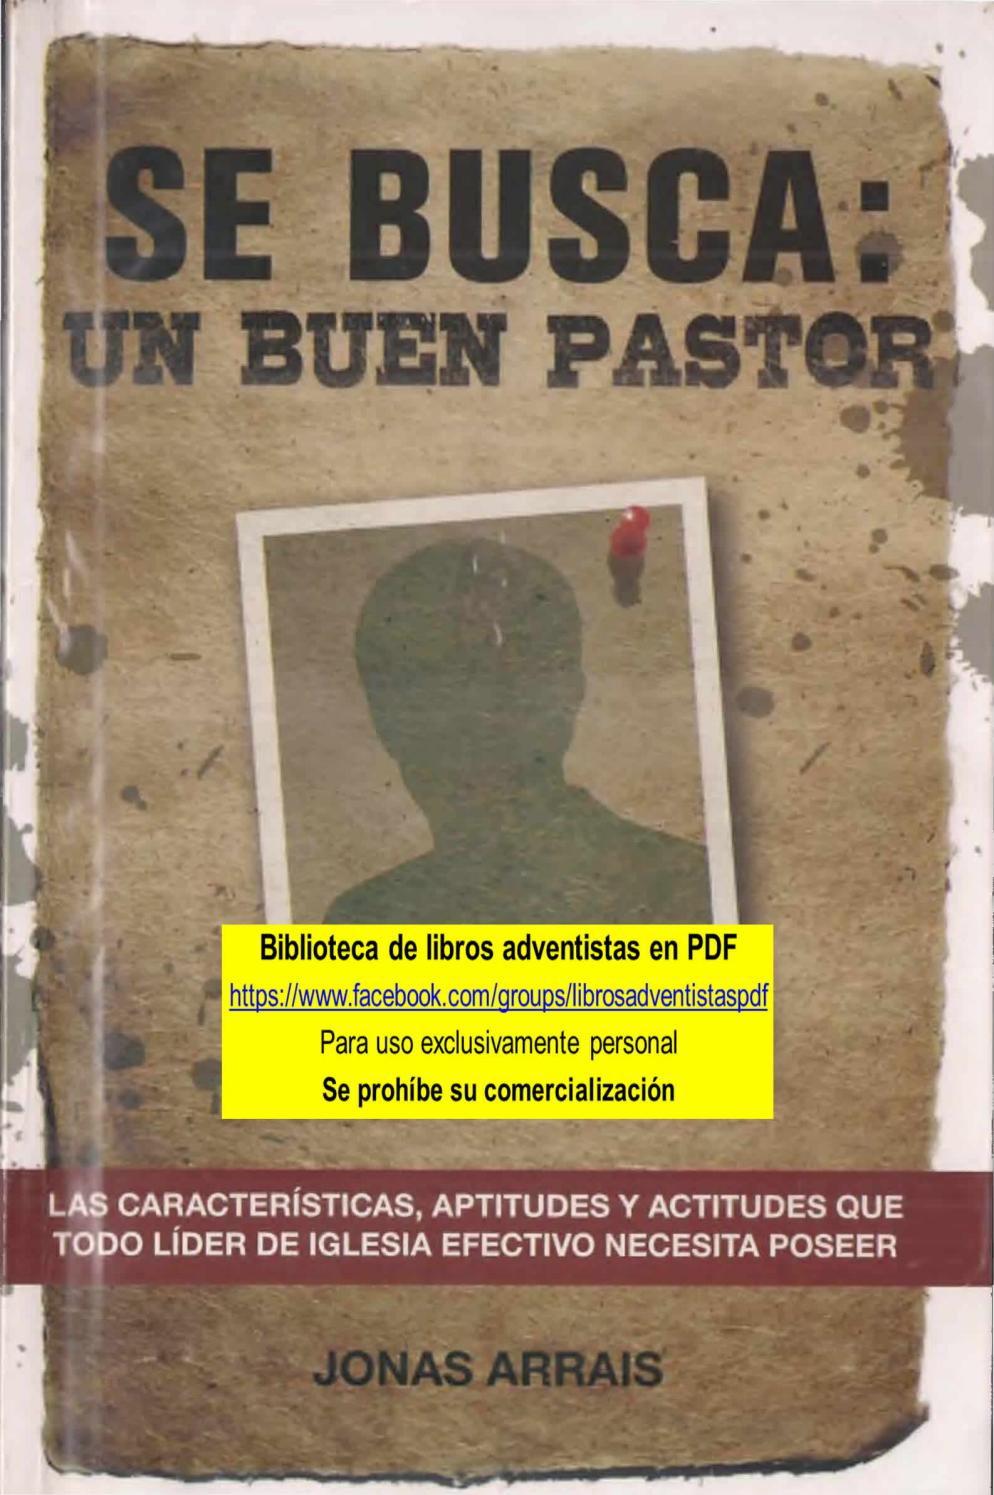 SE BUSCA:
UN BUEN PASTOR
Biblioteca de libros adventistas en PDF
https://www.facebook.com/groups/librosadventistaspdf
Para uso exclusivamente personal
Se prohíbe su comercialización
LAS CARACTERÍSTICAS, APTITUDES Y ACTITUDES QUE
TODO LÍDER DE IGLESIA EFECTIVO NECESITA POSEER
JONAS ARRAIS